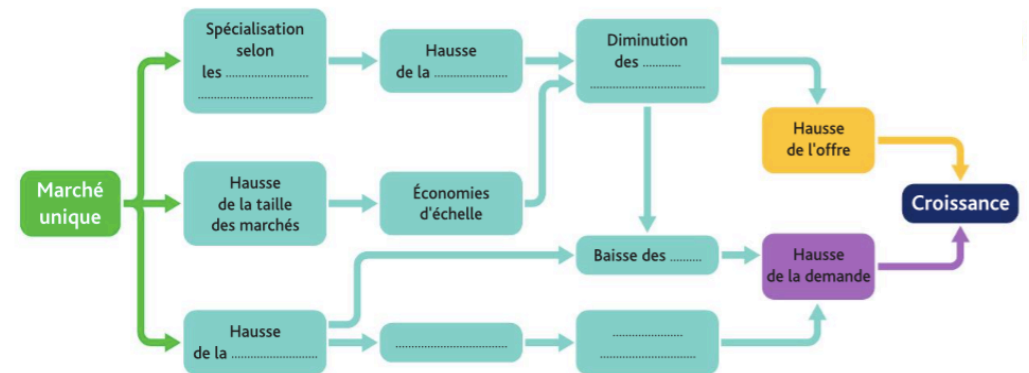 Spécialisation
selon
les ........................
.................................
Hausse
de la .....................
Diminution
des ...........
.................................
Hausse
de l'offre
Marché
unique
Hausse
de la taille
des marchés
Économies
d'échelle
Croissance
Baisse des .........
Hausse
de la demande
Hausse
de la ........................
.................................
....................
............................